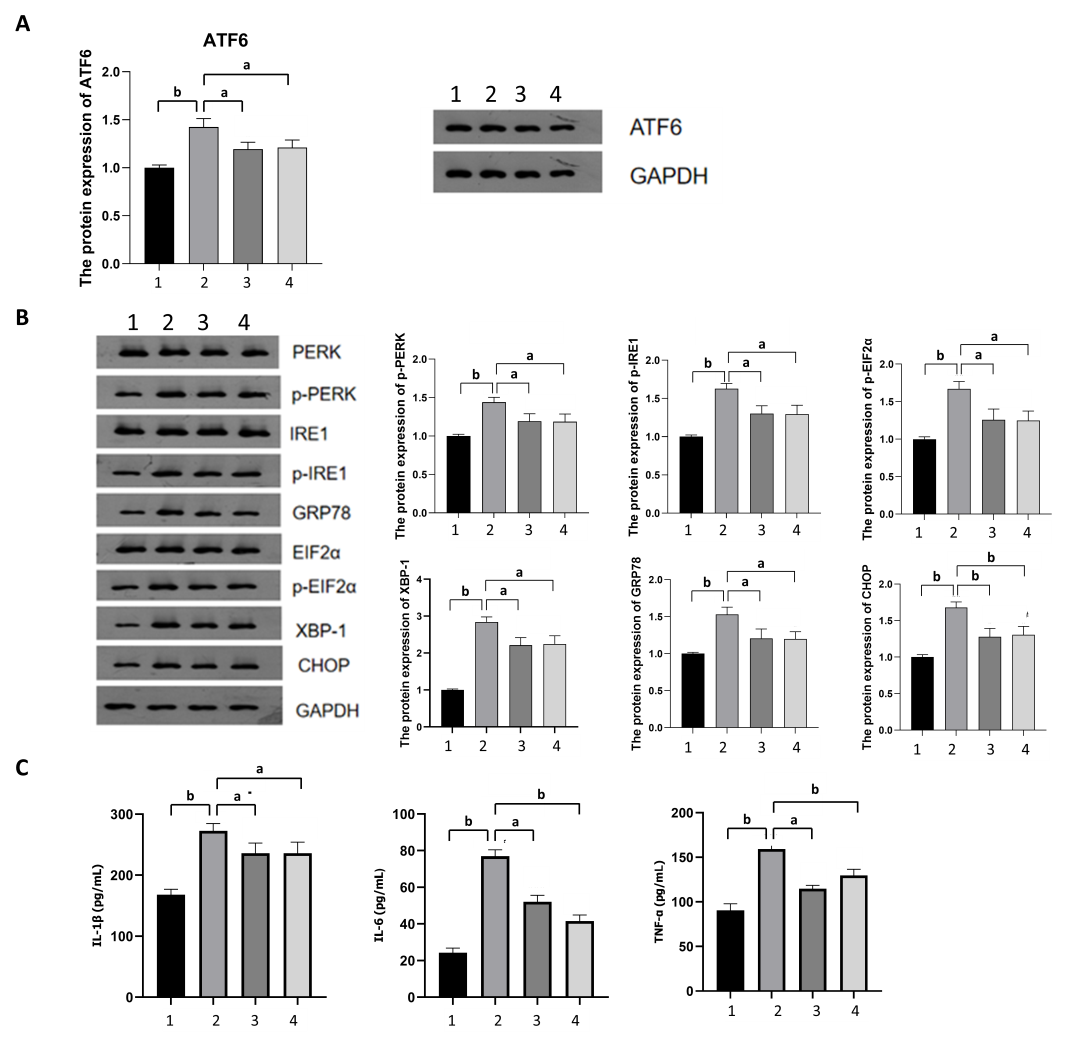 A
ATF6
The protein expression of ATF6
2.0
1.5
1.0
0.5
0.0
b
a
a
1 2 3 4
1 2 3 4
ATF6
GAPDH
B
1 2 3 4
PERK
p-PERK
IRE1
p-IRE1
GRP78
EIF2α
p-EIF2α
XBP-1
CHOP
GAPDH
The protein expression of p-PERK
2.0
1.5
1.0
0.5
0.0
b
a
a
1 2 3 4
The protein expression of p-IRE1
2.0
1.5
1.0
0.5
0.0
b
a
a
1 2 3 4
The protein expression of p-EIF2α
2.0
1.5
1.0
0.5
0.0
b
a
a
1 2 3 4
The protein expression of XBP-1
4
3
2
1
0
b
a
a
1 2 3 4
The protein expression of GRP78
2.0
1.5
1.0
0.5
0.0
b
a
a
1 2 3 4
The protein expression of CHOP
2.0
1.5
1.0
0.5
0.0
b
b
b
1 2 3 4
C
IL-1β (pg/mL)
300
200
100
0
b
a
a
1 2 3 4
IL-6 (pg/mL)
100
80
60
40
20
0
b
a
b
1 2 3 4
TNF-α (pg/mL)
200
150
100
50
0
b
a
b
1 2 3 4